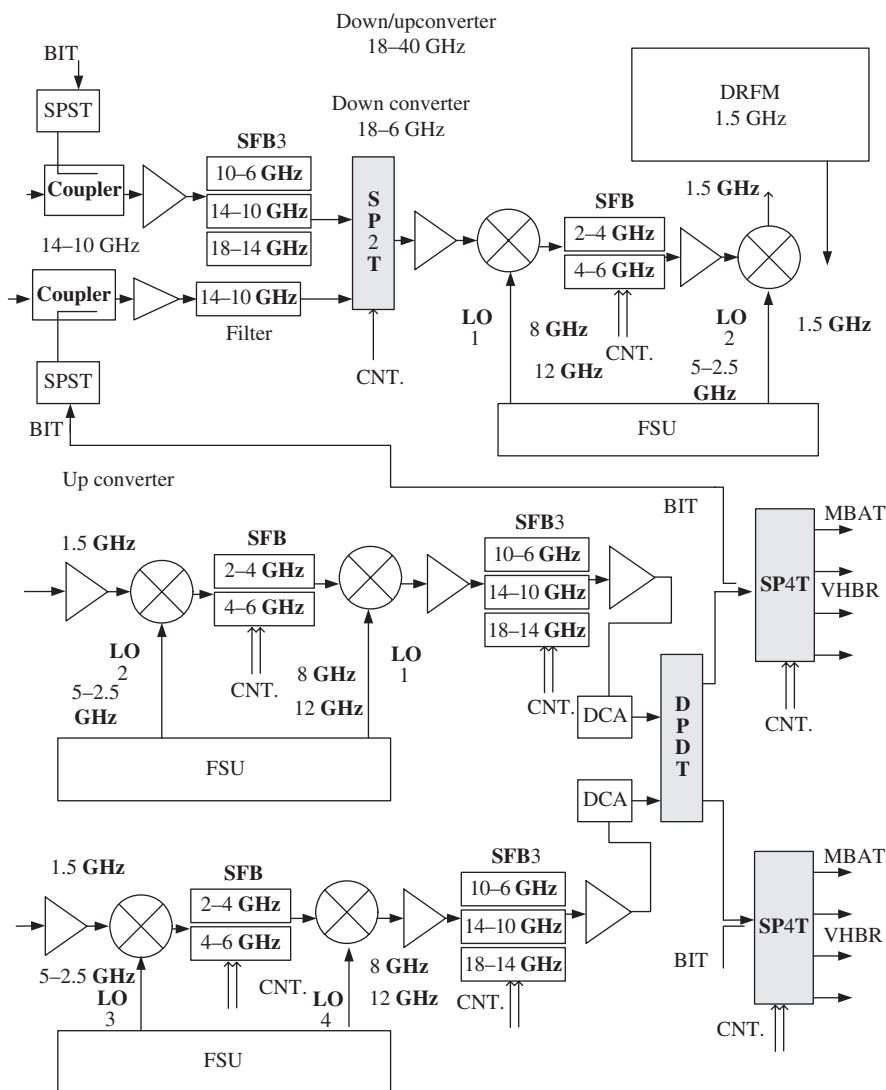 Down/upconverter
18–40 GHz
BIT
SPST
Down converter
18–6 GHz
DRFM
1.5 GHz
SFB3
10–6 GHz
14–10 GHz
18–14 GHz
Coupler
14–10 GHz
Coupler
14–10 GHz
Filter
SPST
BIT
SP2T
CNT.
SFB
2–4 GHz
4–6 GHz
CNT.
LO
1
8 GHz
12 GHz
1.5 GHz
LO
2
5–2.5
GHz
1.5 GHz
FSU
Up converter
1.5 GHz
SFB
2–4 GHz
4–6 GHz
CNT.
LO
2
5–2.5
GHz
8 GHz
12 GHz
LO
1
FSU
SFB3
10–6 GHz
14–10 GHz
18–14 GHz
CNT.
DCA
DPDT
BIT
SP4T
MBAT
VHBR
CNT.
DCA
1.5 GHz
SFB
2–4 GHz
4–6 GHz
CNT.
5–2.5 GHz
LO
3
LO
4
8 GHz
12 GHz
FSU
SFB3
10–6 GHz
14–10 GHz
18–14 GHz
CNT.
BIT
SP4T
MBAT
VHBR
CNT.